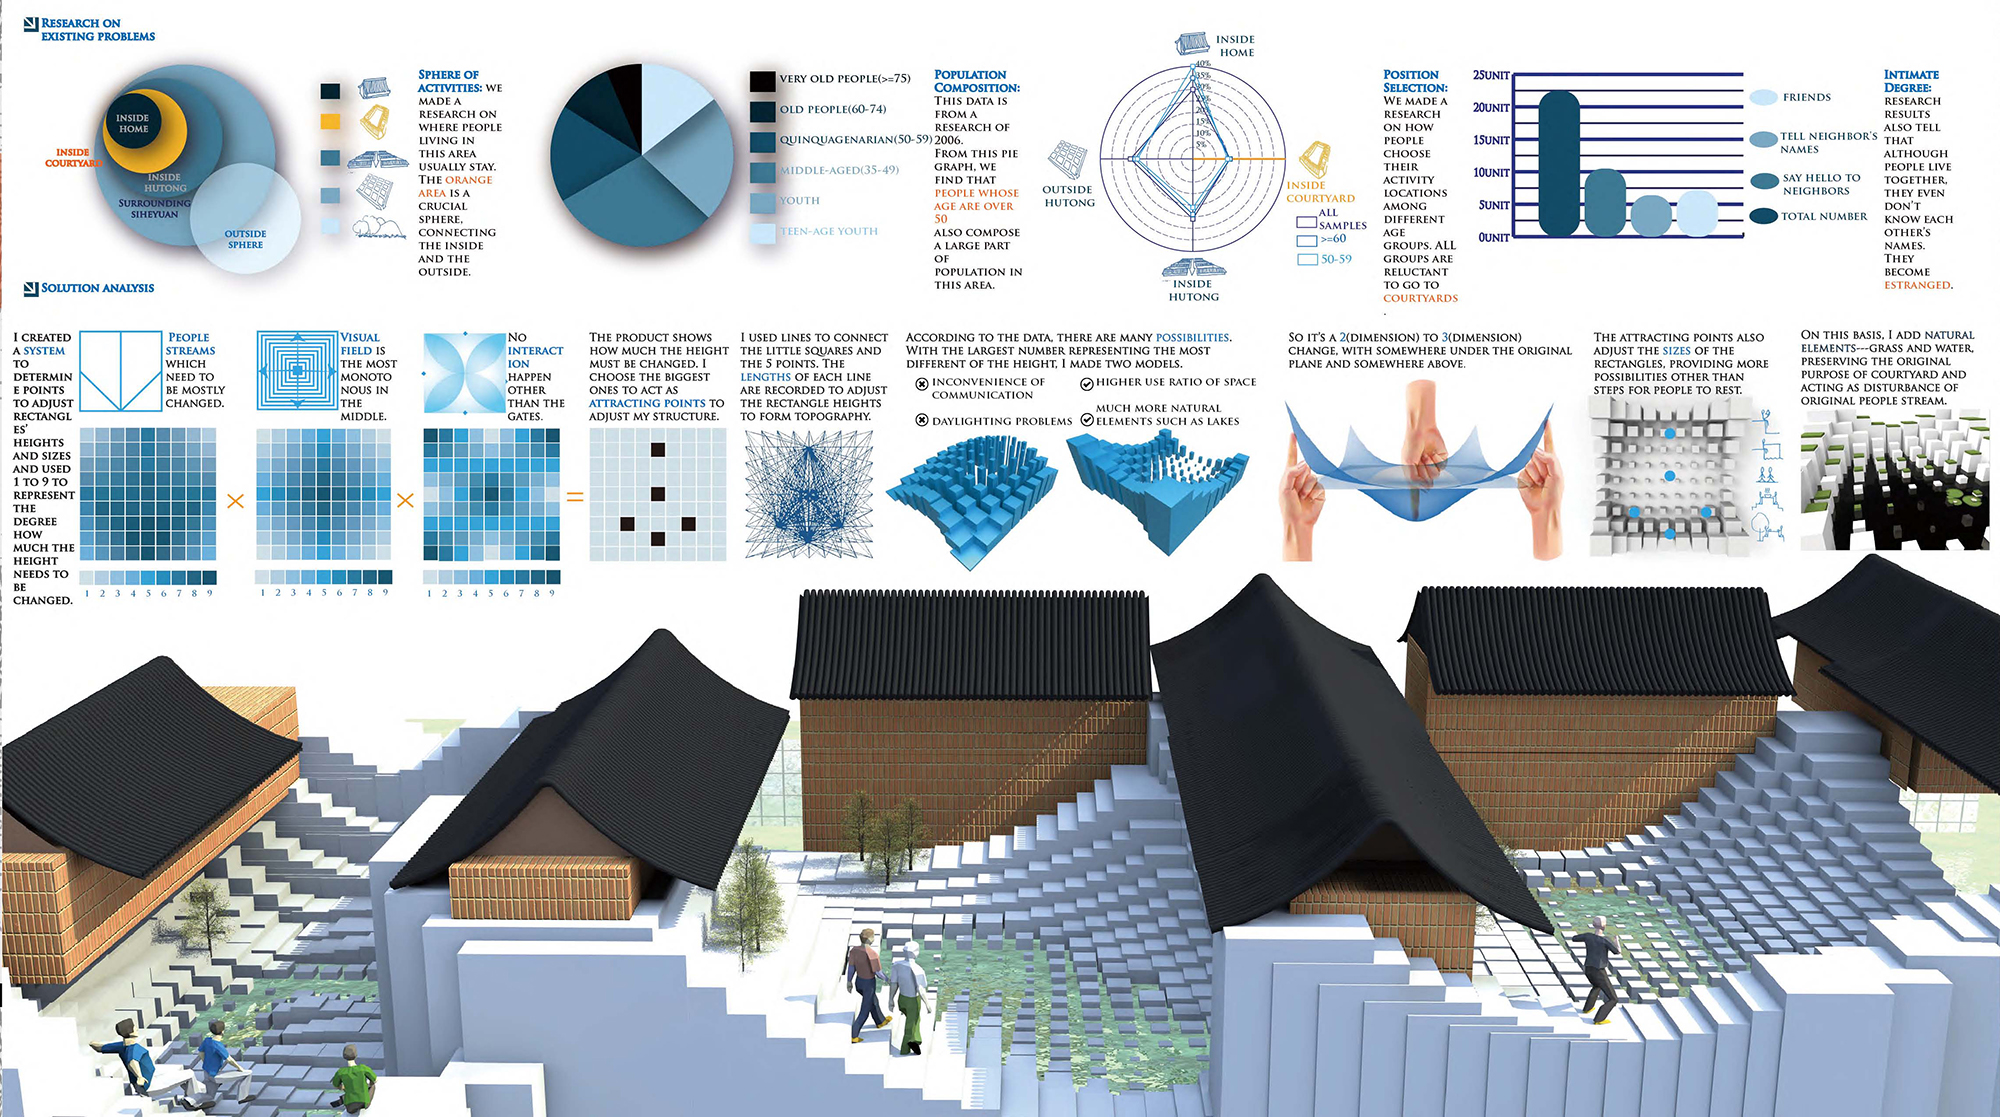 RESEARCH ON
EXISTING PROBLEMS
INSIDE
HOME
INSIDE
COURTYARD
INSIDE
HUTONG
SURROUNDING
SIHEYUAN
OUTSIDE
SPHERE
SPHERE OF
ACTIVITIES: WE
MADE A
RESEARCH ON
WHERE PEOPLE
LIVING IN
THIS AREA
USUALLY STAY.
THE ORANGE
AREA IS A
CRUCIAL
SPHERE,
CONNECTING
THE INSIDE
AND THE
OUTSIDE.
VERY OLD PEOPLE(>=75)
OLD PEOPLE(60-74)
QUINQUAGENARIAN(50-59)
MIDDLE-AGED(35-49)
YOUTH
TEEN-AGE YOUTH
POPULATION
COMPOSITION:
THIS DATA IS
FROM A
RESEARCH OF
2006.
FROM THIS PIE
GRAPH, WE
FIND THAT
PEOPLE WHOSE
AGE ARE OVER
50
ALSO COMPOSE
A LARGE PART
OF
POPULATION IN
THIS AREA.
INSIDE
HOME
40%
35%
30%
25%
20%
15%
10%
5%
OUTSIDE
HUTONG
INSIDE
COURTYARD
INSIDE
HUTONG
ALL
SAMPLES
>=60
50-59
POSITION
SELECTION:
WE MADE A
RESEARCH
ON HOW
PEOPLE
CHOOSE
THEIR
ACTIVITY
LOCATIONS
AMONG
DIFFERENT
AGE
GROUPS. ALL
GROUPS ARE
RELUCTANT
TO GO TO
COURTYARDS
.
25UNIT
20UNIT
15UNIT
10UNIT
5UNIT
0UNIT
FRIENDS
TELL NEIGHBOR'S
NAMES
SAY HELLO TO
NEIGHBORS
TOTAL NUMBER
INTIMATE
DEGREE:
RESEARCH
RESULTS
ALSO TELL
THAT
ALTHOUGH
PEOPLE LIVE
TOGETHER,
THEY EVEN
DON'T
KNOW EACH
OTHER'S
NAMES.
THEY
BECOME
ESTRANGED.
SOLUTION ANALYSIS
I CREATED
A SYSTEM
TO
DETERMIN
E POINTS
TO ADJUST
RECTANGL
ES'
HEIGHTS
AND SIZES
AND USED
1 TO 9 TO
REPRESENT
THE
DEGREE
HOW
MUCH THE
HEIGHT
NEEDS TO
BE
CHANGED.
PEOPLE
STREAMS
WHICH
NEED TO
BE MOSTLY
CHANGED.
1 2 3 4 5 6 7 8 9
×
VISUAL
FIELD IS
THE MOST
MONOTO
NOUS IN
THE
MIDDLE.
1 2 3 4 5 6 7 8 9
×
NO
INTERACT
ION
HAPPEN
OTHER
THAN THE
GATES.
1 2 3 4 5 6 7 8 9
=
THE PRODUCT SHOWS
HOW MUCH THE HEIGHT
MUST BE CHANGED. I
CHOOSE THE BIGGEST
ONES TO ACT AS
ATTRACTING POINTS TO
ADJUST MY STRUCTURE.
I USED LINES TO CONNECT
THE LITTLE SQUARES AND
THE 5 POINTS. THE
LENGTHS OF EACH LINE
ARE RECORDED TO ADJUST
THE RECTANGLE HEIGHTS
TO FORM TOPOGRAPHY.
ACCORDING TO THE DATA, THERE ARE MANY POSSIBILITIES.
WITH THE LARGEST NUMBER REPRESENTING THE MOST
DIFFERENT OF THE HEIGHT, I MADE TWO MODELS.
INCONVENIENCE OF
COMMUNICATION
DAYLIGHTING PROBLEMS
HIGHER USE RATIO OF SPACE
MUCH MORE NATURAL
ELEMENTS SUCH AS LAKES
SO IT'S A 2(DIMENSION) TO 3(DIMENSION)
CHANGE, WITH SOMEWHERE UNDER THE ORIGINAL
PLANE AND SOMEWHERE ABOVE.
THE ATTRACTING POINTS ALSO
ADJUST THE SIZES OF THE
RECTANGLES, PROVIDING MORE
POSSIBILITIES OTHER THAN
STEPS FOR PEOPLE TO REST.
ON THIS BASIS, I ADD NATURAL
ELEMENTS---GRASS AND WATER,
PRESERVING THE ORIGINAL
PURPOSE OF COURTYARD AND
ACTING AS DISTURBANCE OF
ORIGINAL PEOPLE STREAM.